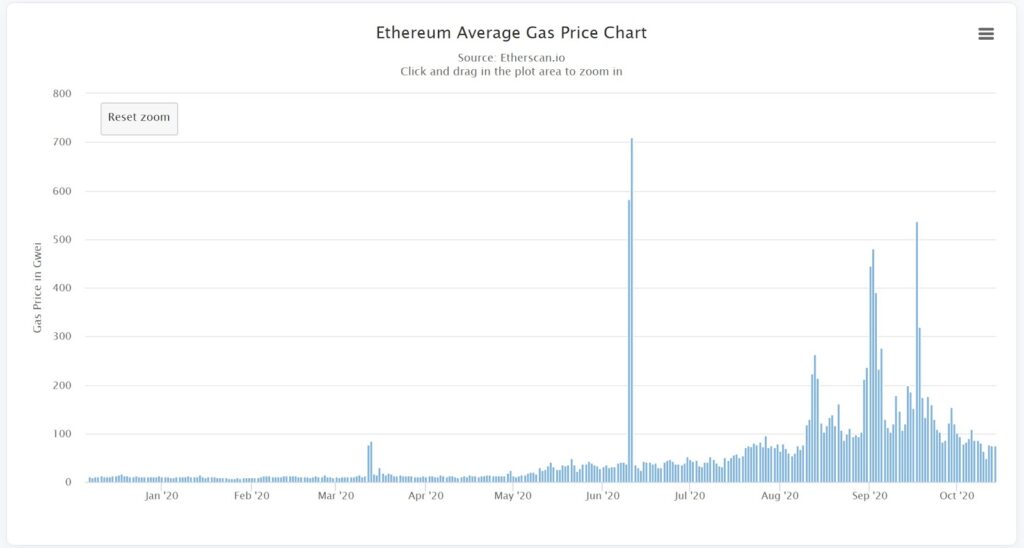 Ethereum Average Gas Price Chart
Source: Etherscan.io
Click and drag in the plot area to zoom in
Reset zoom
Gas Price in Gwei
800
700
600
500
400
300
200
100
0
Jan '20
Feb '20
Mar '20
Apr '20
May '20
Jun '20
Jul '20
Aug '20
Sep '20
Oct '20